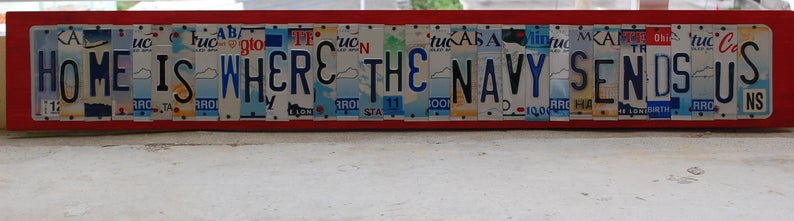 HOME IS WHERE THE NAVY SENDS US